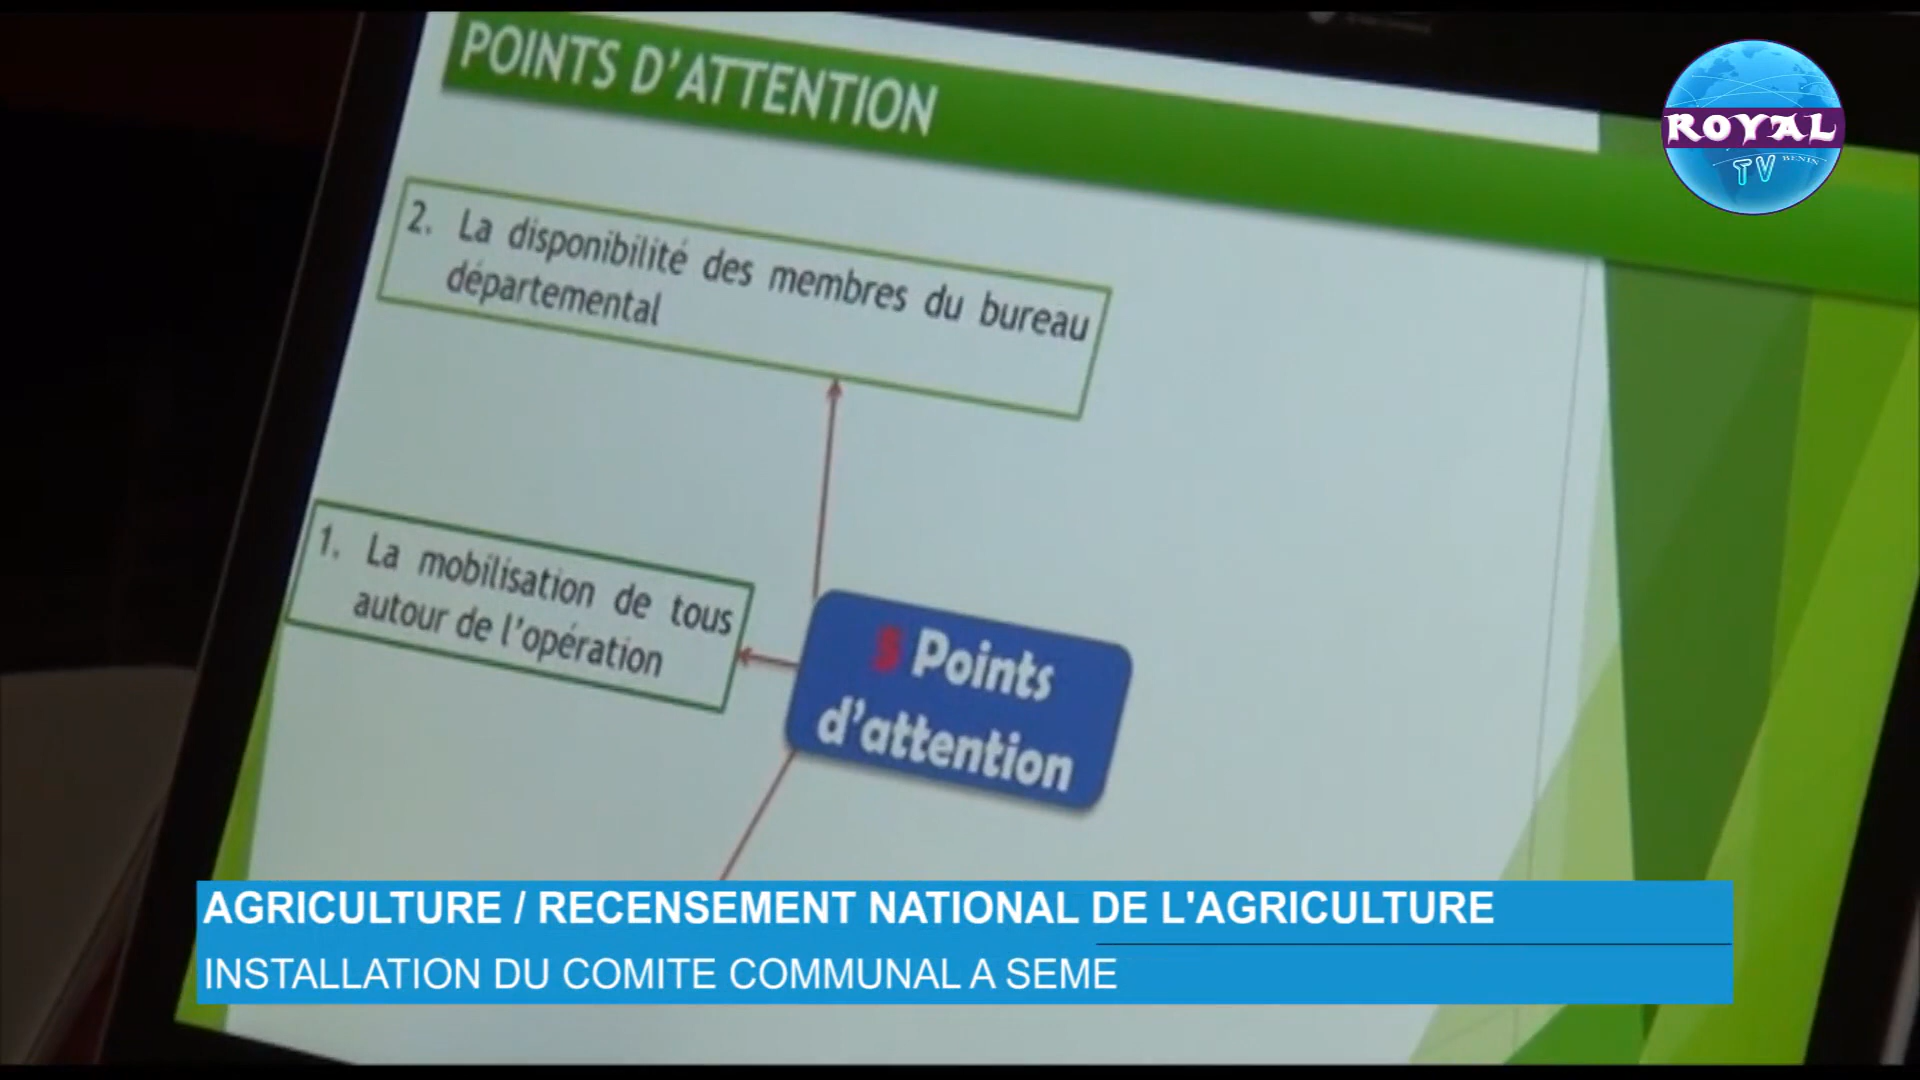 POINTS D'ATTENTION
ROYAL
TV BENIN
2. La disponibilité des membres du bureau
départemental
1. La mobilisation de tous
autour de l'opération
Points
d'attention
AGRICULTURE / RECENSEMENT NATIONAL DE L'AGRICULTURE
INSTALLATION DU COMITE COMMUNAL A SEME